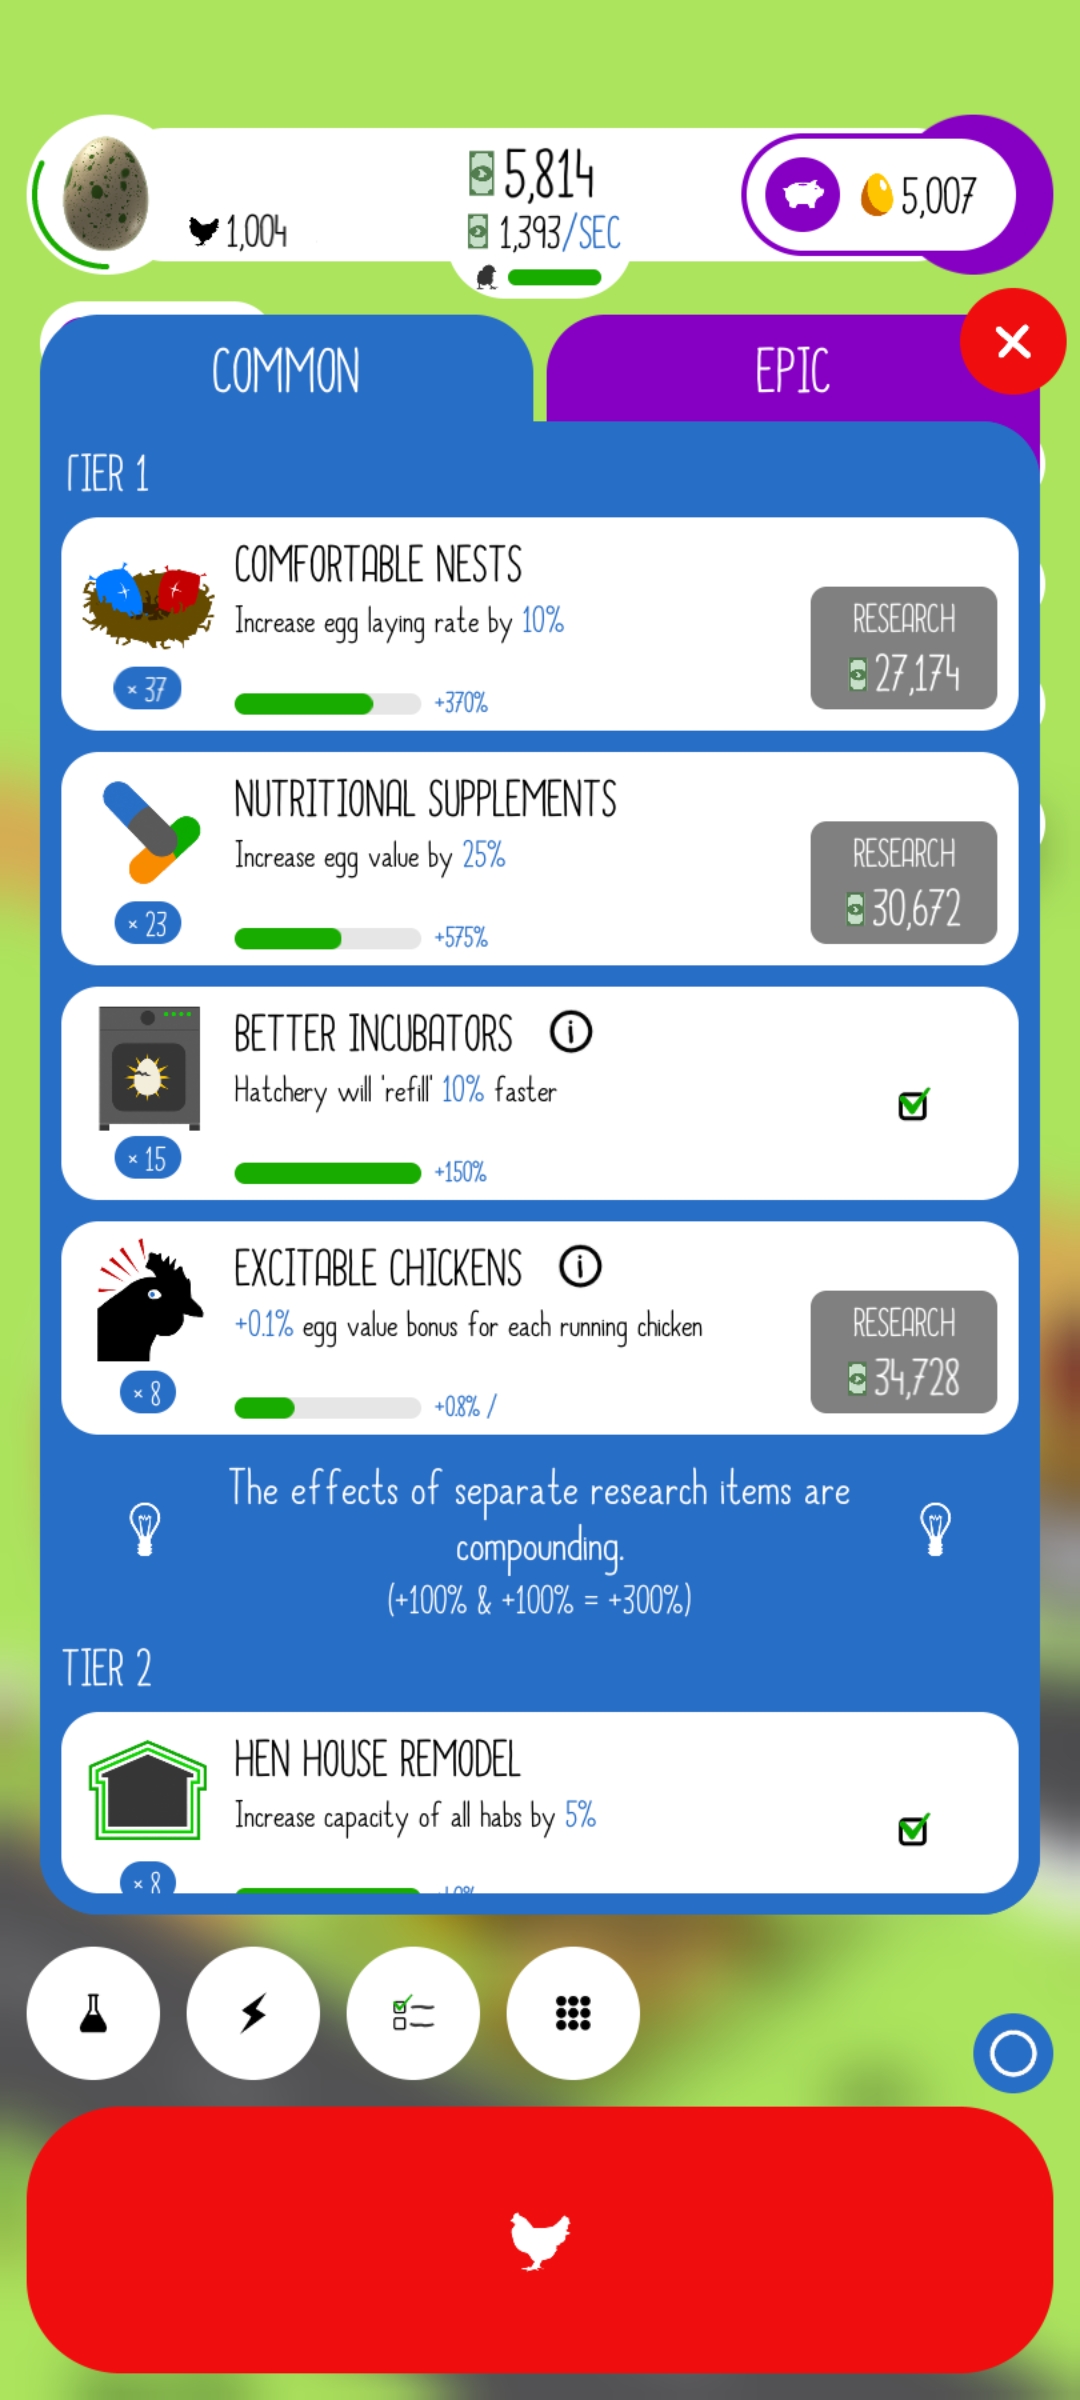 5,814
1,004
1,393/SEC
5,007
COMMON
EPIC
TIER 1
COMFORTABLE NESTS
Increase egg laying rate by 10%
RESEARCH
27,174
× 37
+370%
NUTRITIONAL SUPPLEMENTS
Increase egg value by 25%
RESEARCH
30,672
× 23
+575%
BETTER INCUBATORS
Hatchery will 'refill' 10% faster
× 15
+150%
EXCITABLE CHICKENS
+0.1% egg value bonus for each running chicken
RESEARCH
34,728
× 8
+0.8% /
The effects of separate research items are
compounding.
(+100% & +100% = +300%)
TIER 2
HEN HOUSE REMODEL
Increase capacity of all habs by 5%
× 8